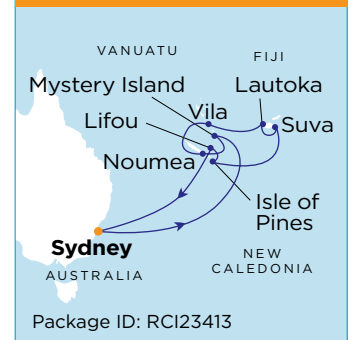 VANUATU
FIJI
Mystery Island
Lautoka
Lifou
Vila
Suva
Noumea
Isle of
Pines
Sydney
AUSTRALIA
NEW
CALEDONIA
Package ID: RCI23413